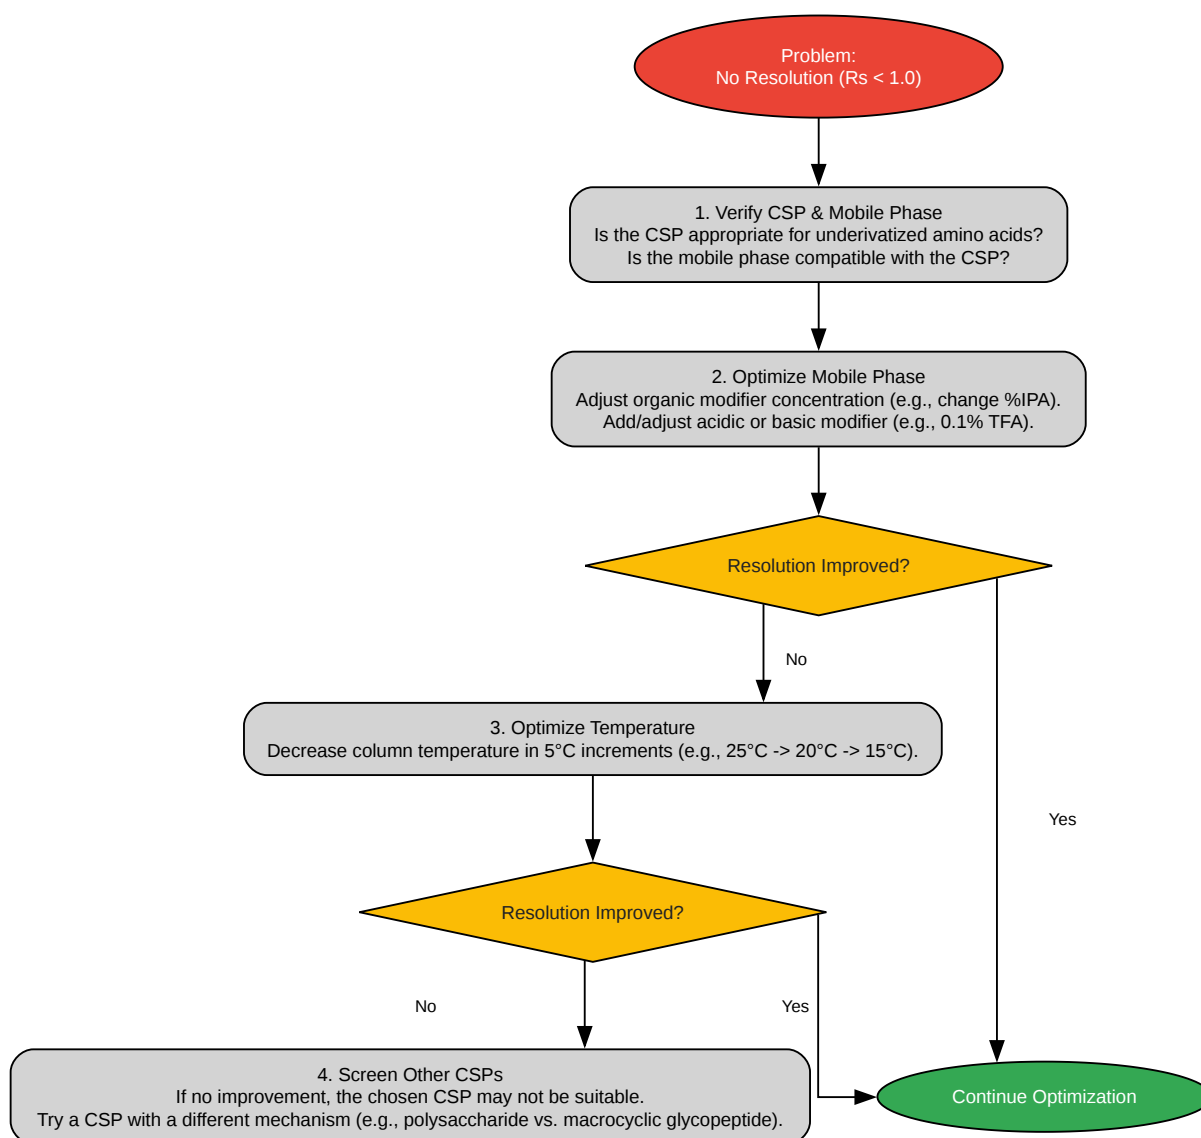 Problem:
No Resolution (Rs < 1.0)
1. Verify CSP & Mobile Phase
Is the CSP appropriate for underivatized amino acids?
Is the mobile phase compatible with the CSP?
2. Optimize Mobile Phase
Adjust organic modifier concentration (e.g., change %IPA).
Add/adjust acidic or basic modifier (e.g., 0.1% TFA).
Resolution Improved?
No
3. Optimize Temperature
Decrease column temperature in 5°C increments (e.g., 25°C -> 20°C -> 15°C).
Yes
Resolution Improved?
No
Yes
4. Screen Other CSPs
If no improvement, the chosen CSP may not be suitable.
Try a CSP with a different mechanism (e.g., polysaccharide vs. macrocyclic glycopeptide).
Continue Optimization